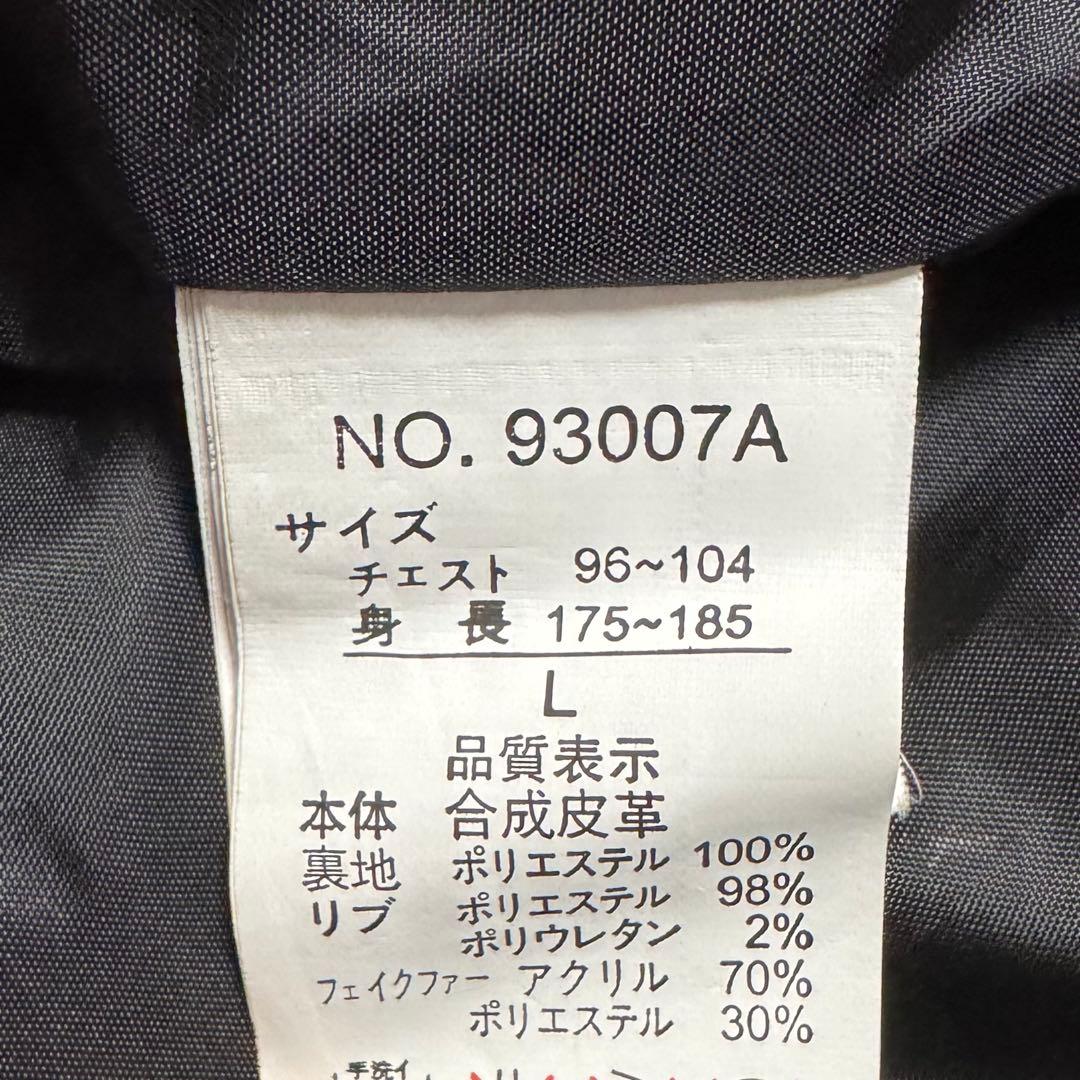 NO. 93007A
サイズ
チェスト 96~104
身 長 175~185
L
品質表示
本体 合成皮革
裏地 ポリエステル 100%
リブ ポリエステル 98%
ポリウレタン 2%
フェイクファー アクリル 70%
ポリエステル 30%
手洗イ